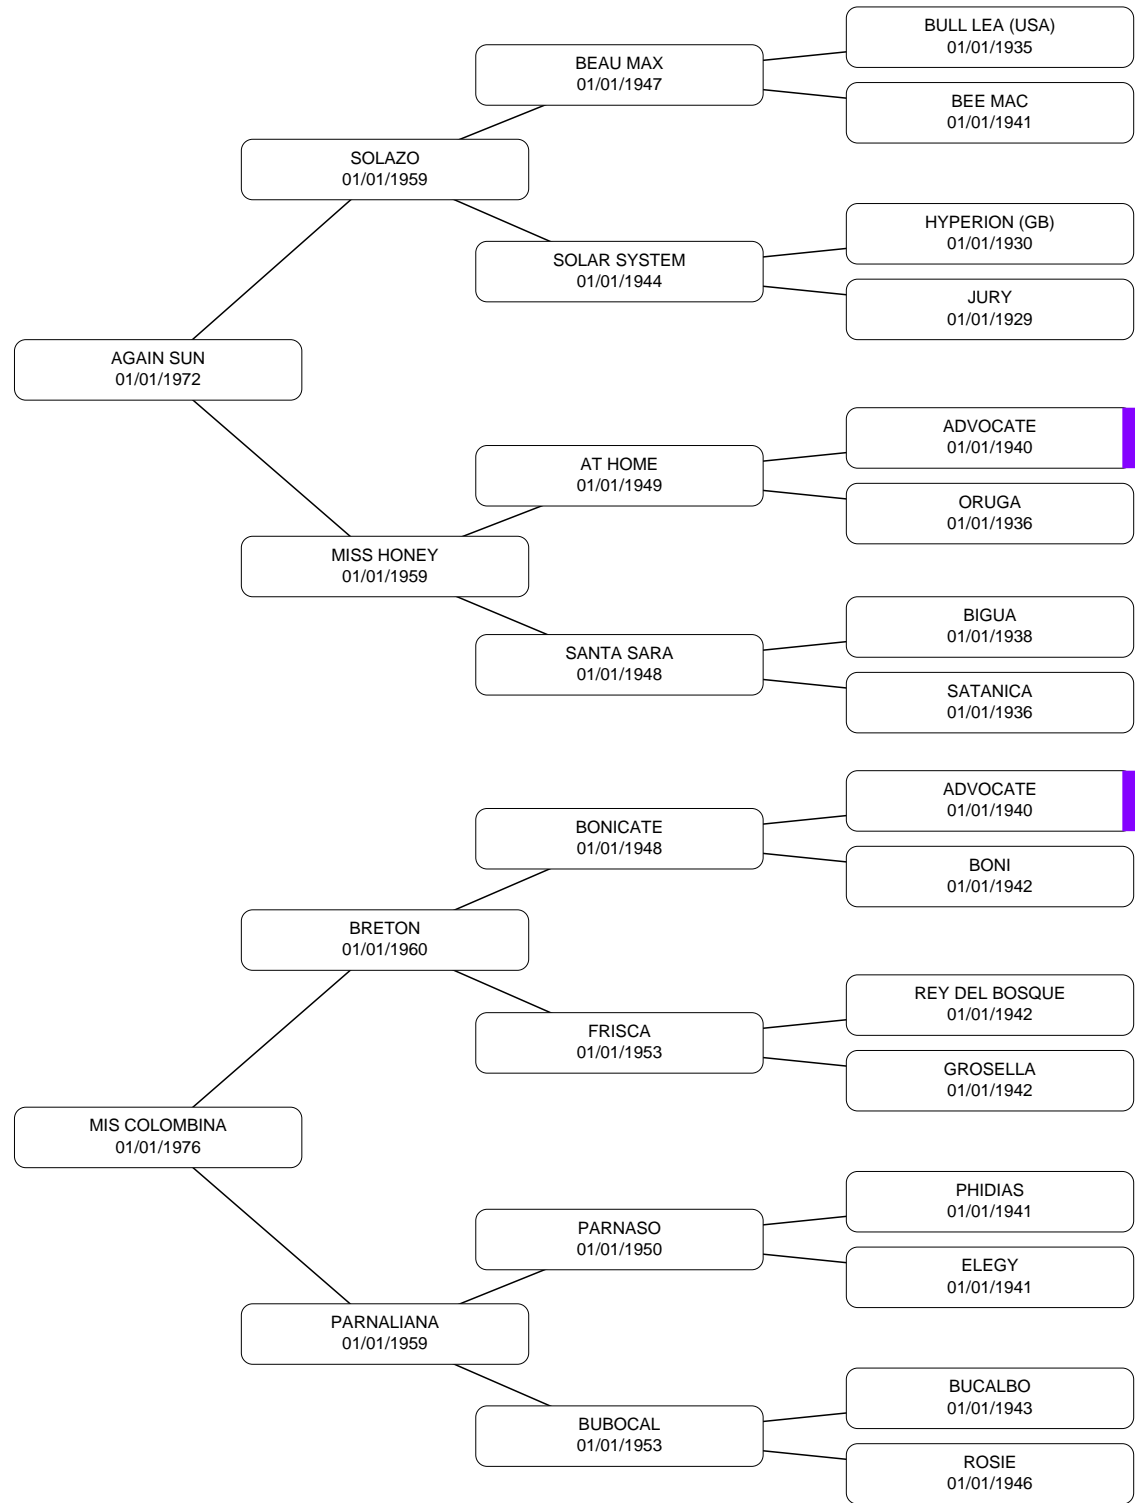 BULL LEA (USA)
01/01/1935
BEAU MAX
01/01/1947
BEE MAC
01/01/1941
SOLAZO
01/01/1959
HYPERION (GB)
01/01/1930
SOLAR SYSTEM
01/01/1944
JURY
01/01/1929
AGAIN SUN
01/01/1972
ADVOCATE
01/01/1940
AT HOME
01/01/1949
ORUGA
01/01/1936
MISS HONEY
01/01/1959
BIGUA
01/01/1938
SANTA SARA
01/01/1948
SATANICA
01/01/1936
ADVOCATE
01/01/1940
BONICATE
01/01/1948
BONI
01/01/1942
BRETON
01/01/1960
REY DEL BOSQUE
01/01/1942
FRISCA
01/01/1953
GROSELLA
01/01/1942
MIS COLOMBINA
01/01/1976
PHIDIAS
01/01/1941
PARNASO
01/01/1950
ELEGY
01/01/1941
PARNALIANA
01/01/1959
BUCALBO
01/01/1943
BUBOCAL
01/01/1953
ROSIE
01/01/1946